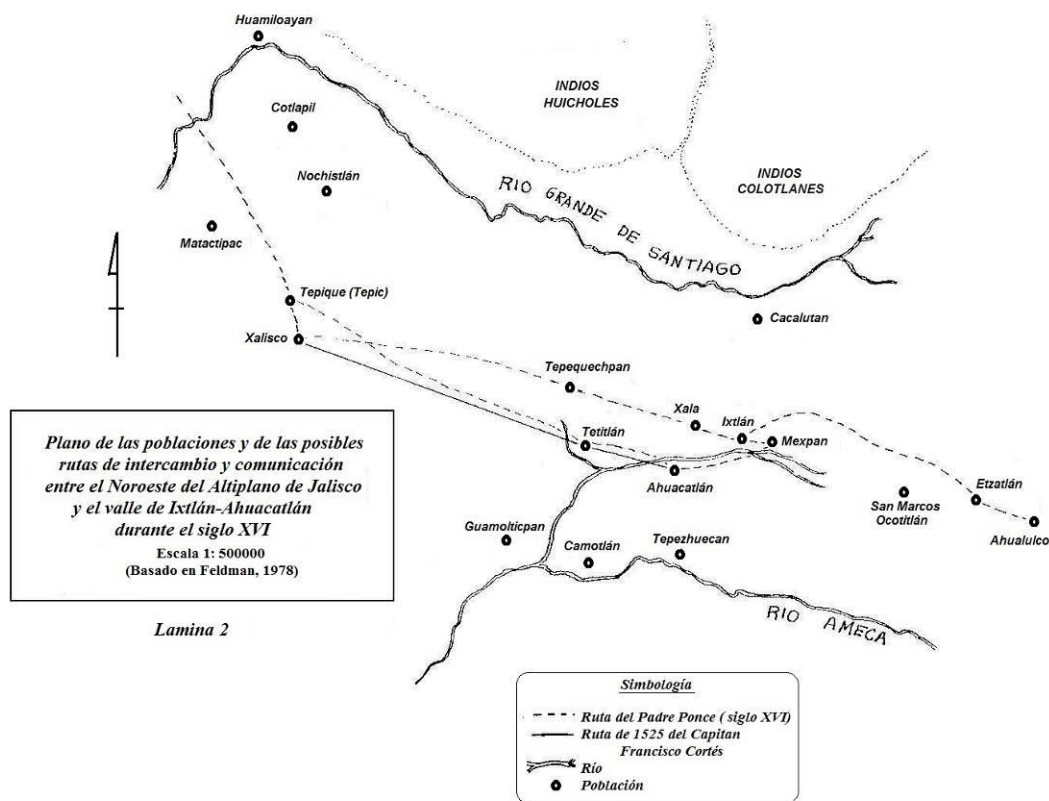 Huamiloayan
INDIOS
HUICHOLES
Cotlapil
Nochistlán
INDIOS
COLOTLANES
RIO GRANDE DE SANTIAGO
Matactipac
Tepique (Tepic)
Cacalutan
Xalisco
Tepequechpan
Xala
Ixtlán
Mexpan
Tetitlán
Ahuacatlán
Etzatlán
San Marcos
Ocotitlán
Ahualulco
Guamolticpan
Camotlán
Tepezhuecan
RIO AMECA
Plano de las poblaciones y de las posibles
rutas de intercambio y comunicación
entre el Noroeste del Altiplano de Jalisco
y el valle de Ixtlán-Ahuacatlán
durante el siglo XVI
Escala 1: 500000
(Basado en Feldman, 1978)
Lamina 2
Simbología
Ruta del Padre Ponce ( siglo XVI)
Ruta de 1525 del Capitan
Francisco Cortés
Río
Población